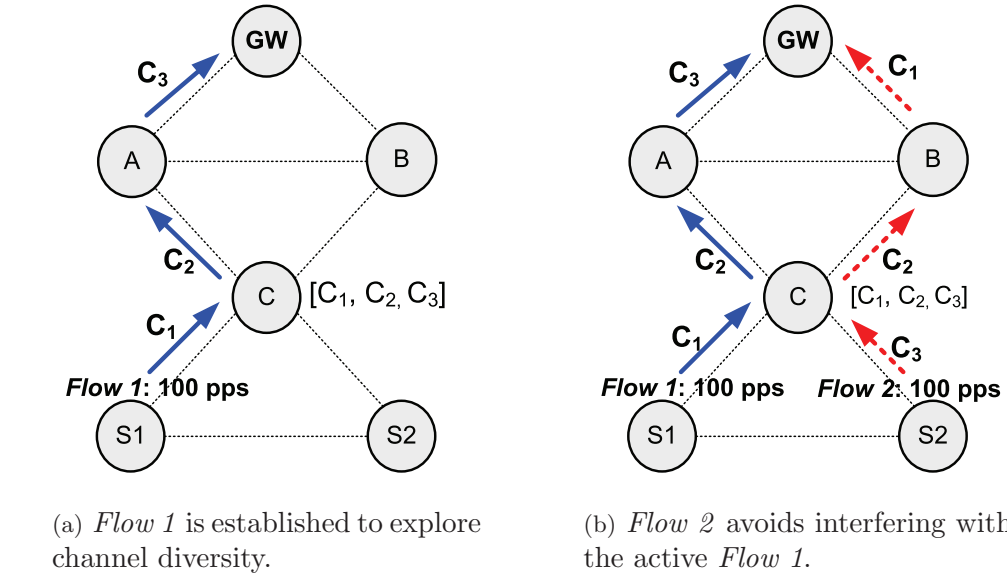 GW
C3
A
B
C2
C
[C1, C2, C3]
C1
Flow 1: 100 pps
S1
S2
(a) Flow 1 is established to explore
channel diversity.
GW
C3
C1
A
B
C2
C2
C
[C1, C2, C3]
C1
C3
Flow 1: 100 pps
Flow 2: 100 pps
S1
S2
(b) Flow 2 avoids interfering with
the active Flow 1.